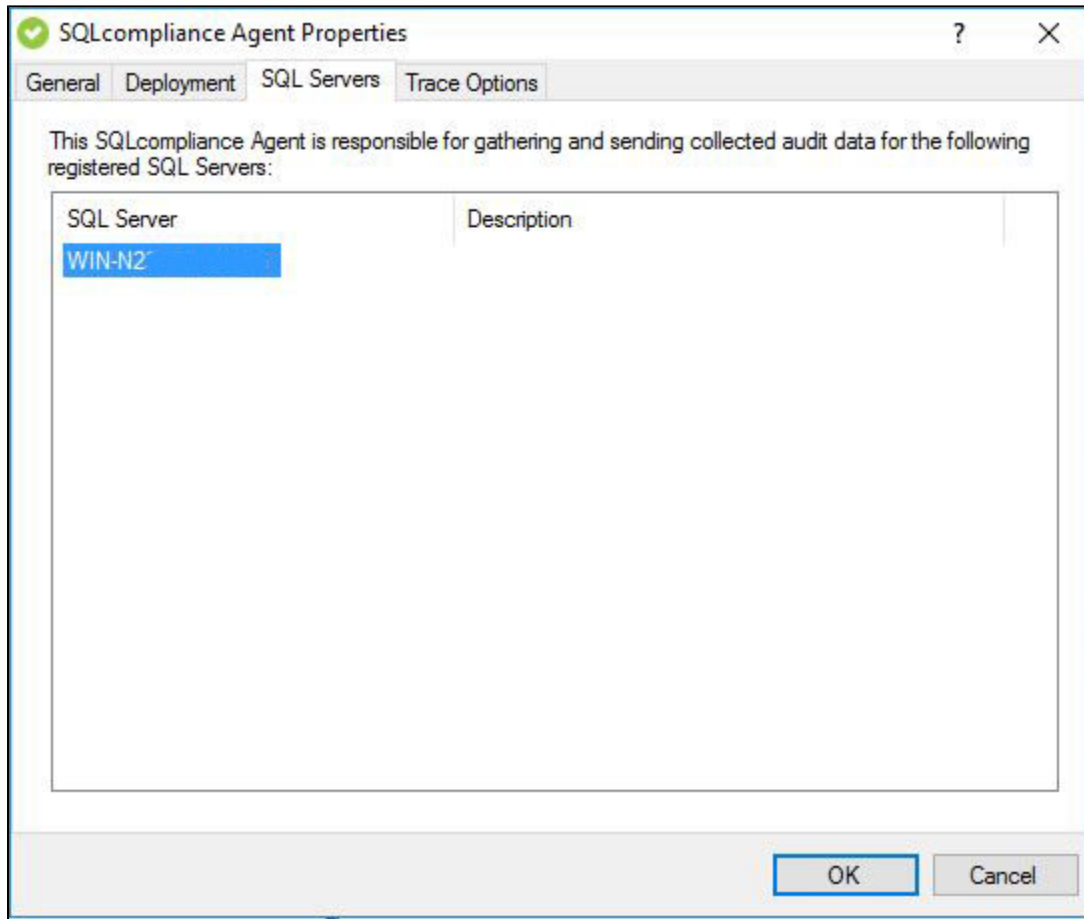 SQLcompliance Agent Properties
General Deployment SQL Servers Trace Options
This SQLcompliance Agent is responsible for gathering and sending collected audit data for the following
registered SQL Servers:
SQL Server Description
OK Cancel